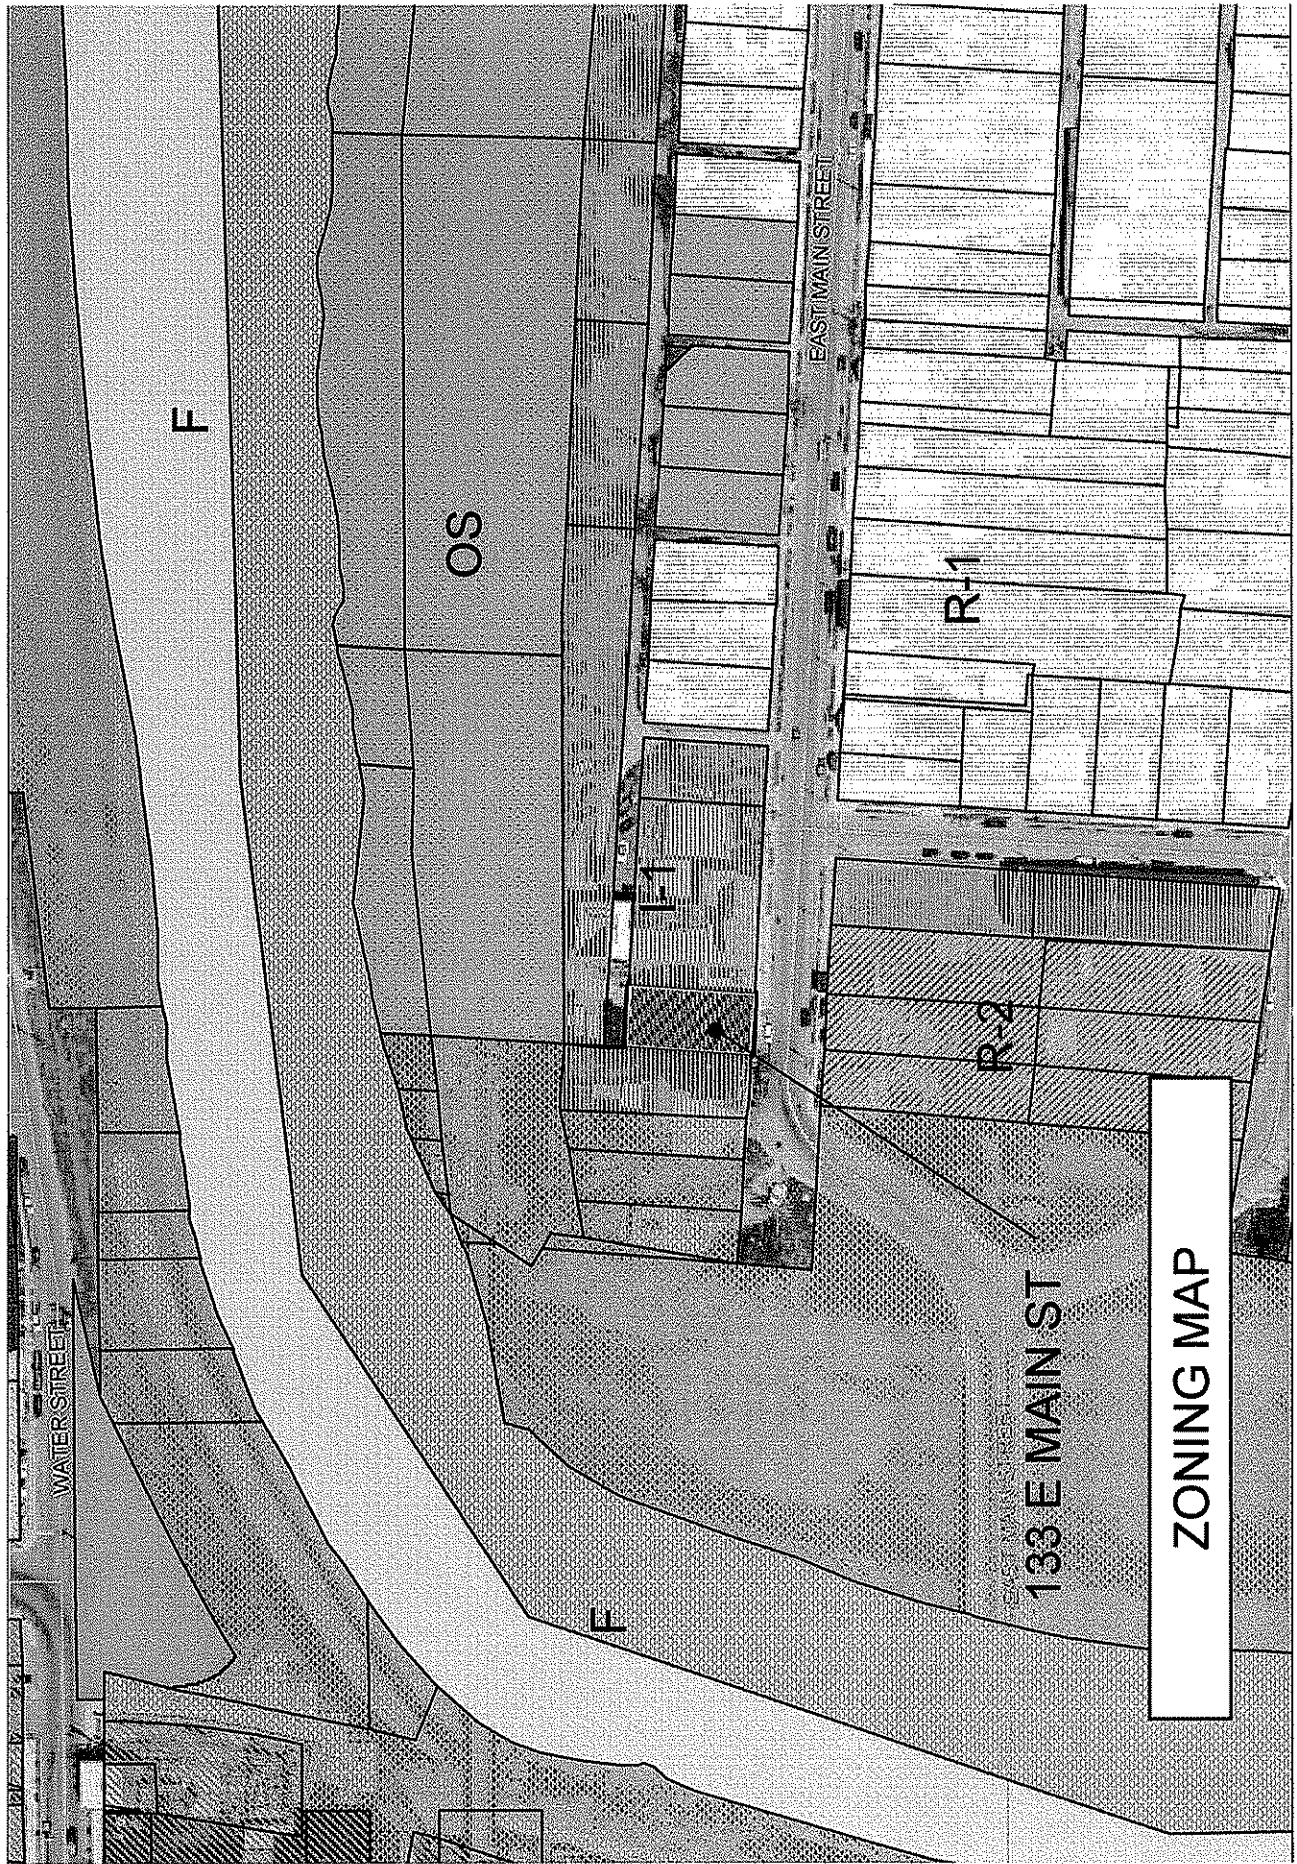 F
OS
EAST MAIN STREET
I-1
R-1
R-2
WATER STREET
F
133 E MAIN ST
ZONING MAP